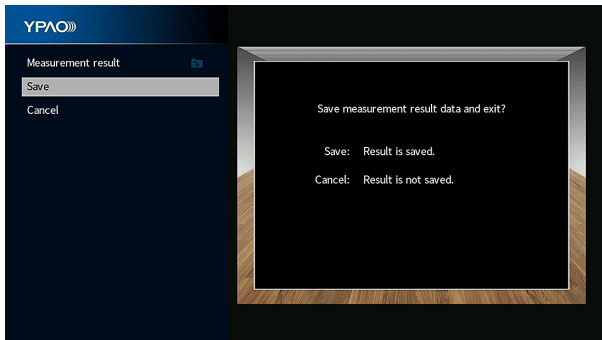 YPAO
Measurement result
Save
Cancel
Save measurement result data and exit?
Save: Result is saved.
Cancel: Result is not saved.